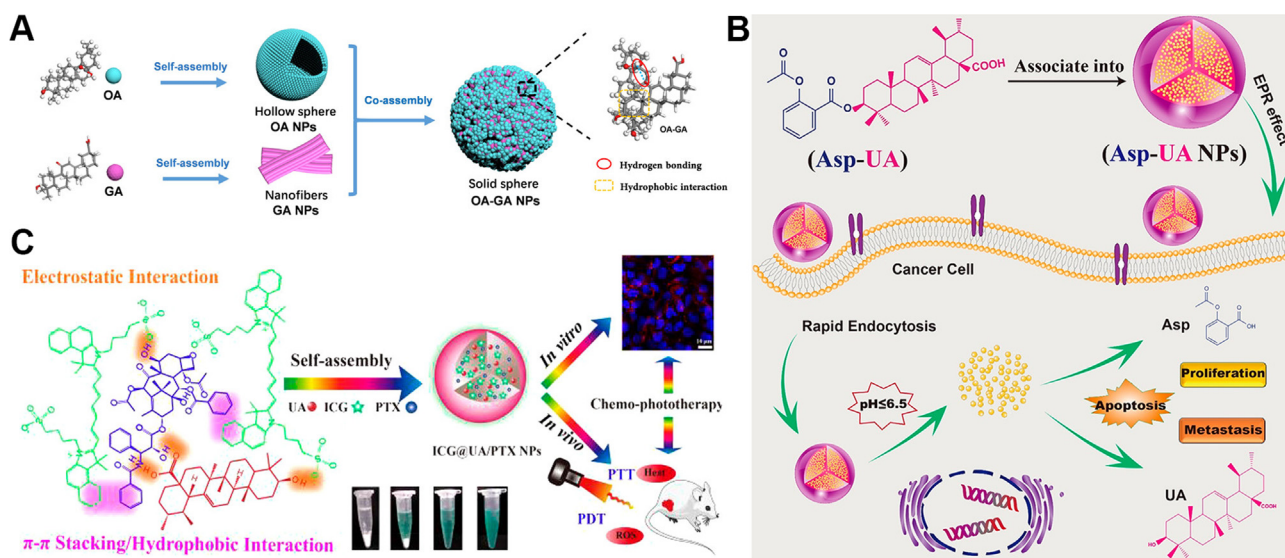 A
OA
Self-assembly
Hollow sphere
OA NPs
GA
Self-assembly
Nanofibers
GA NPs
Co-assembly
Solid sphere
OA-GA NPs
OA-GA
Hydrogen bonding
Hydrophobic interaction
B
COOH
(Asp-UA)
Associate into
(Asp-UA NPs)
EPR effect
Cancer Cell
Rapid Endocytosis
pH≤6.5
Asp
Proliferation
Apoptosis
Metastasis
UA
COOH
HO
C
Electrostatic Interaction
π-π Stacking/Hydrophobic Interaction
Self-assembly
UA ICG PTX
ICG@UA/PTX NPs
In vitro
In vivo
10 μm
Chemo-phototherapy
PTT
Heat
PDT
ROS